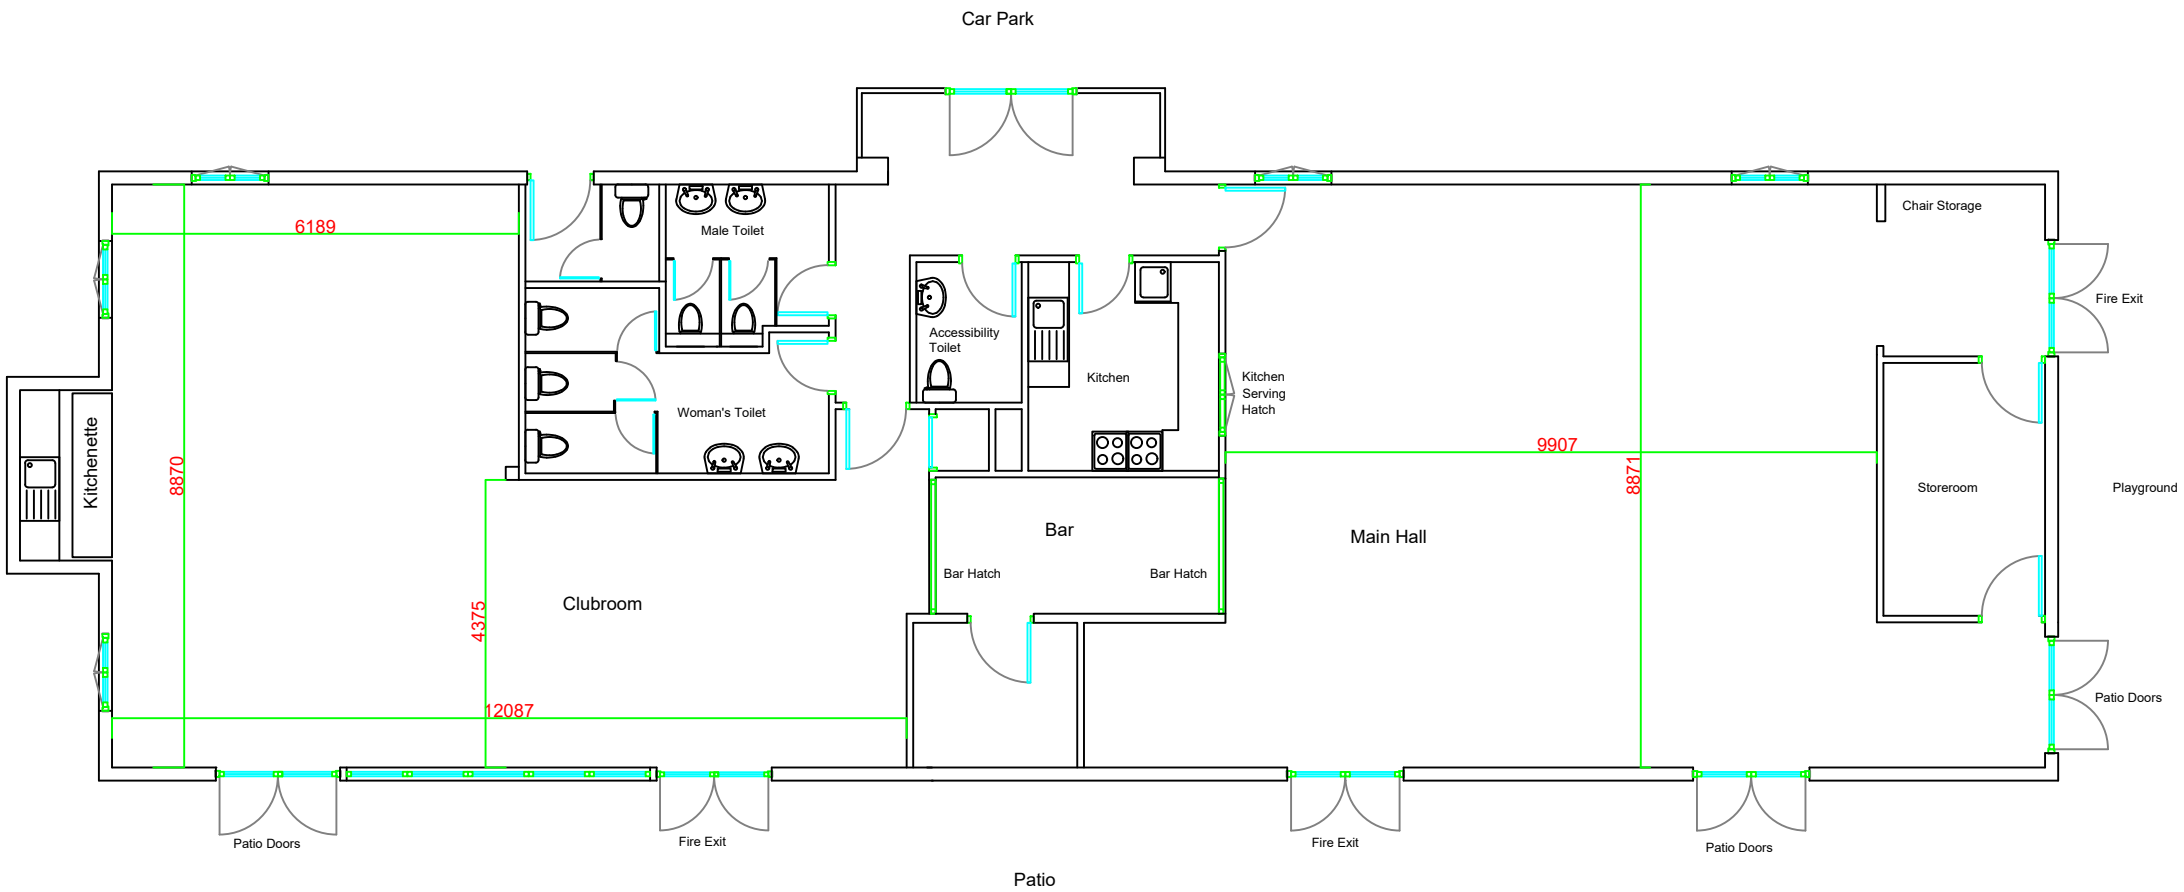 Car Park
6189
Male Toilet
Chair Storage
Fire Exit
Accessibility
Toilet
Kitchen
Kitchen
Serving
Hatch
Woman's Toilet
Kitchenette
8870
9907
8871
Storeroom
Playground
Bar
Main Hall
Bar Hatch
Bar Hatch
Clubroom
4375
12087
Patio Doors
Patio Doors
Fire Exit
Fire Exit
Patio Doors
Patio